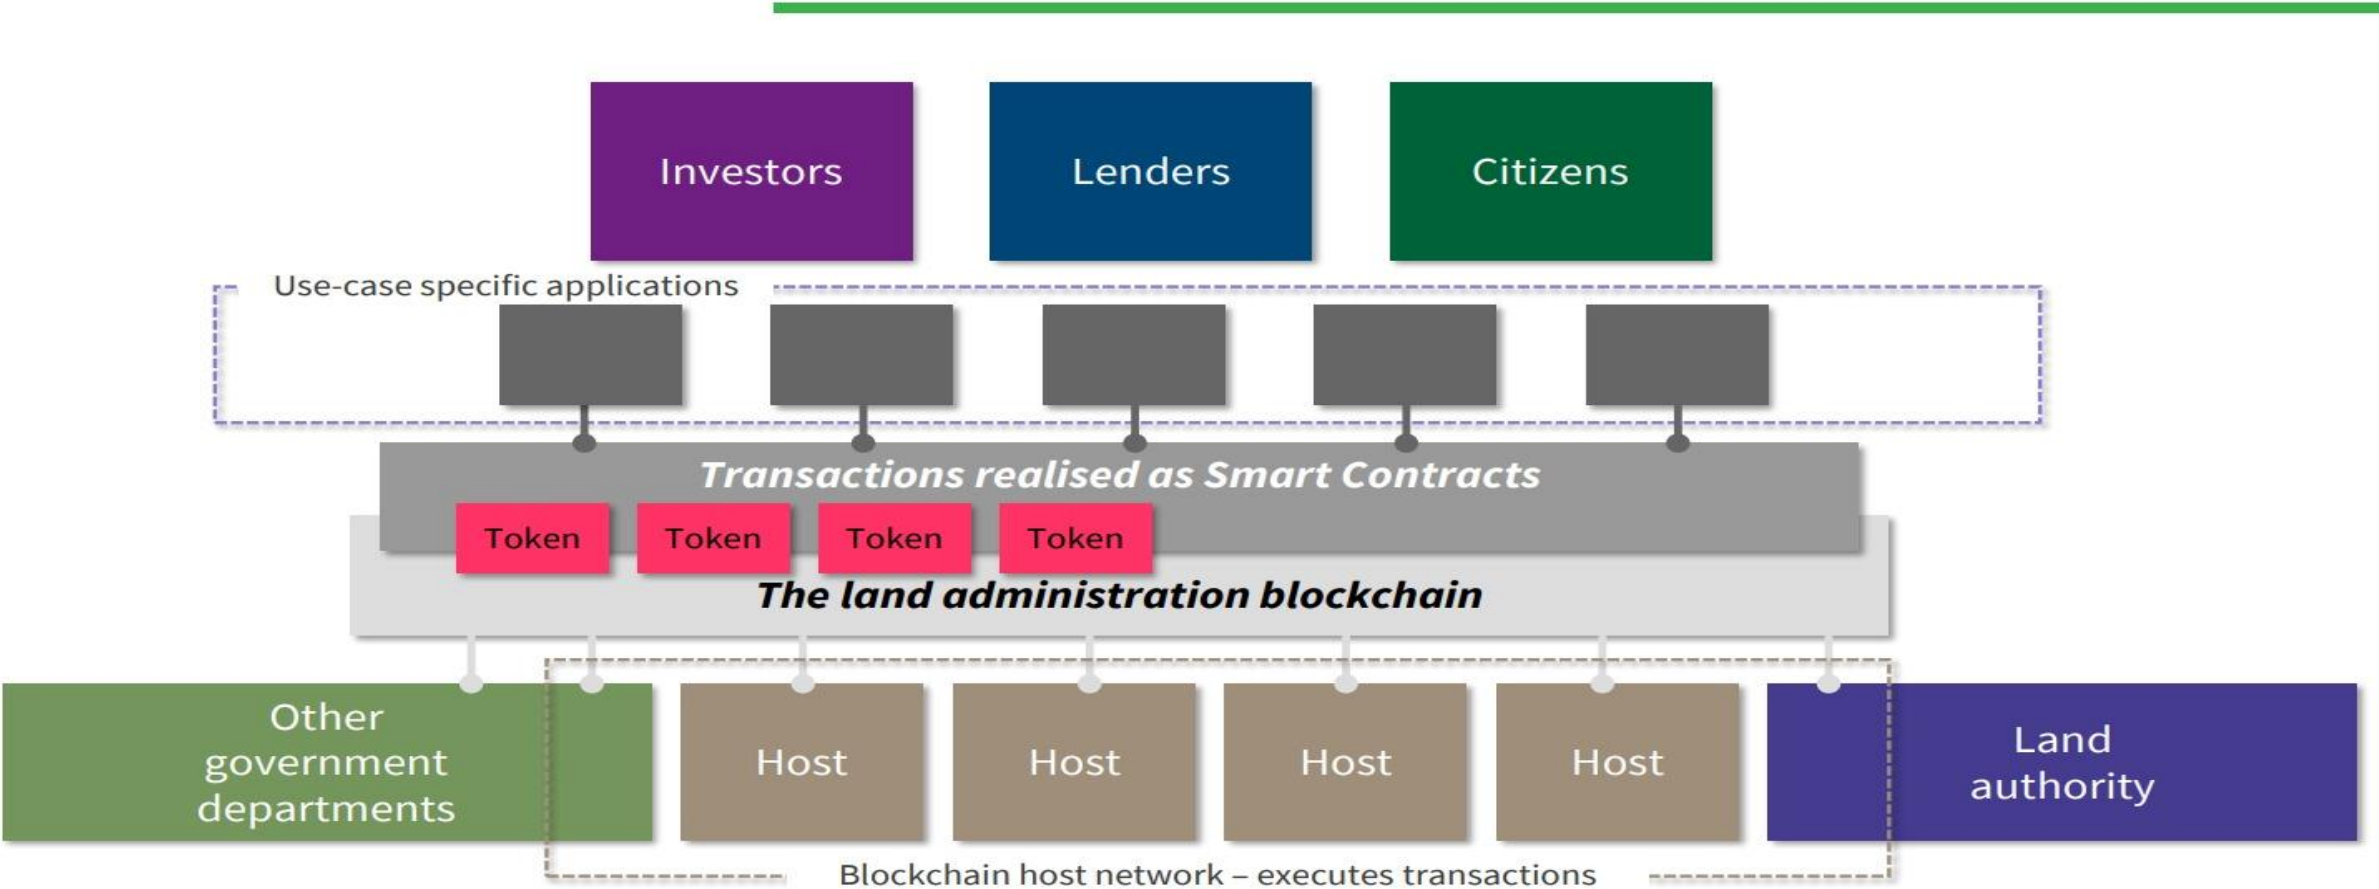 Investors
Lenders
Citizens
Use-case specific applications
Transactions realised as Smart Contracts
Token
Token
Token
Token
The land administration blockchain
Other
government
departments
Host
Host
Host
Host
Land
authority
Blockchain host network – executes transactions